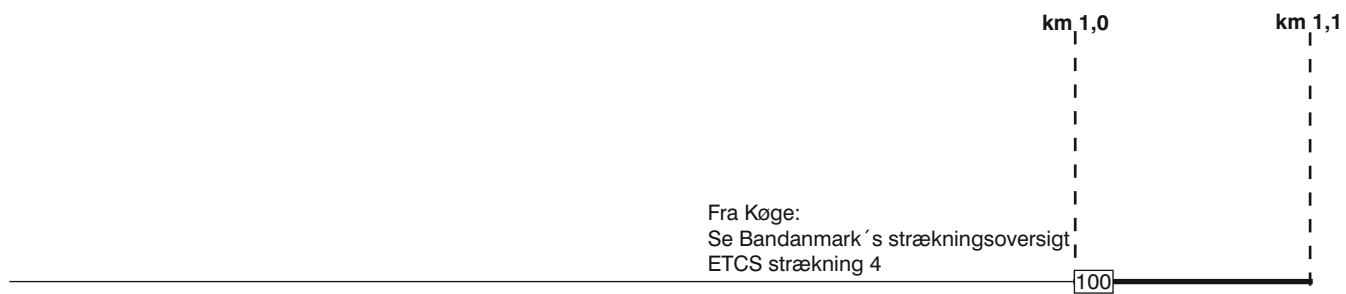 km 1,0
km 1,1
Fra Køge:
Se Bandanmark´s strækningsoversigt
ETCS strækning 4
100